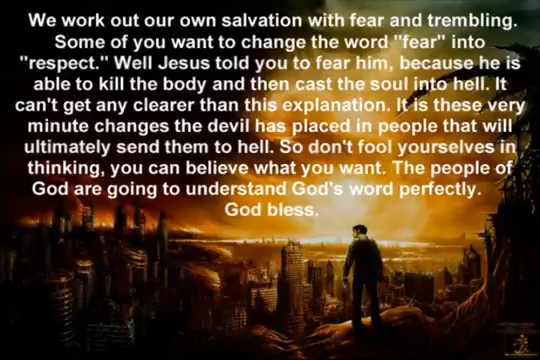 We work out our own salvation with fear and trembling.
Some of you want to change the word "fear" into
"respect." Well Jesus told you to fear him, because he is
able to kill the body and then cast the soul into hell. It
can't get any clearer than this explanation. It is these very
minute changes the devil has placed in people that will
ultimately send them to hell. So don't fool yourselves in
thinking, you can believe what you want. The people of
God are going to understand God's word perfectly.
God bless.